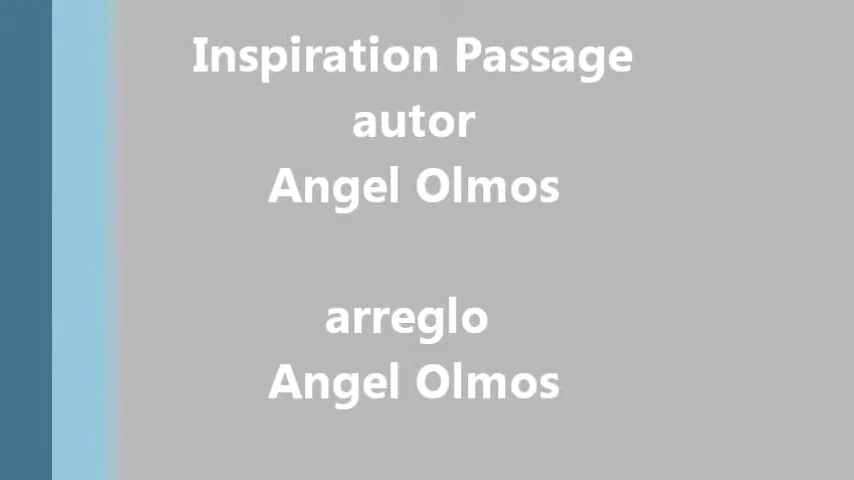 Inspiration Passage
autor
Angel Olmos
arreglo
Angel Olmos